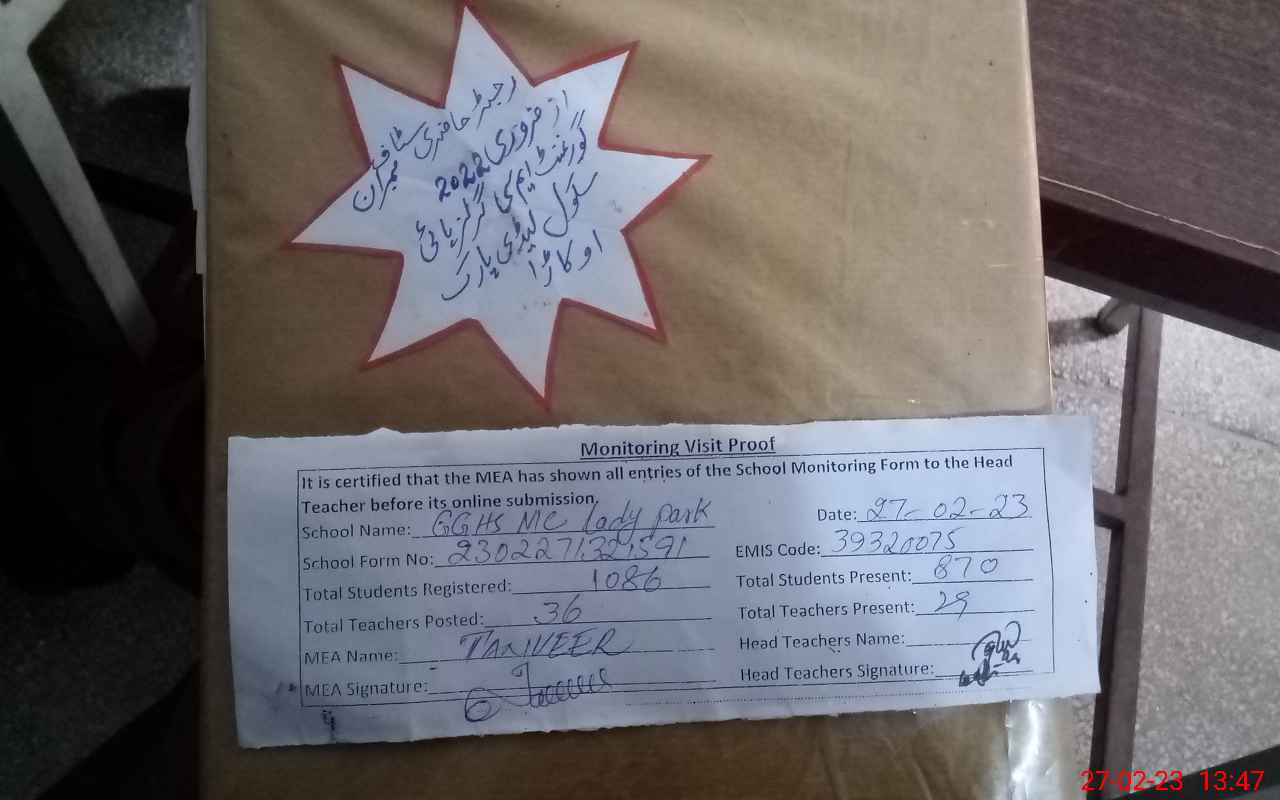 رجسٹر حاضری سٹاف ممبران
از فروری 2022
گورنمنٹ ایم سی گرلز ہائی
سکول لیڈی پارک
اوکاڑا
Monitoring Visit Proof
It is certified that the MEA has shown all entries of the School Monitoring Form to the Head
Teacher before its online submission.
School Name: GGHS MC lady park Date: 27-02-23
School Form No: 2302271321591 EMIS Code: 39320075
Total Students Registered: 1086 Total Students Present: 870
Total Teachers Posted: 36 Total Teachers Present: 29
MEA Name: TANVEER Head Teachers Name:
MEA Signature: Head Teachers Signature:
27-02-23 13:47